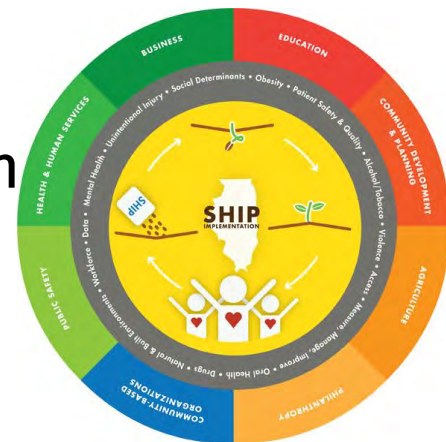 n
BUSINESS
EDUCATION
COMMUNITY DEVELOPMENT
& PLANNING
AGRICULTURE
PHILANTHROPY
COMMUNITY-BASED
ORGANIZATIONS
PUBLIC SAFETY
HEALTH & HUMAN SERVICES
Social Determinants • Obesity • Patient Safety & Quality • Alcohol/Tobacco • Violence • Access • Measure, Manage, Improve • Oral Health • Drugs • Natural & Built Environments • Workforce • Data • Mental Health • Unintentional Injury •
SHIP
SHIP
IMPLEMENTATION